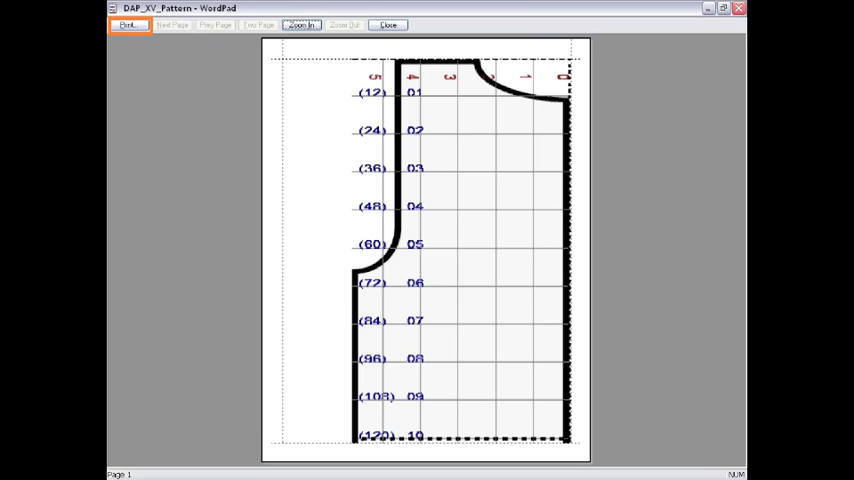 DAP_XV_Pattern - WordPad
Print... Next Page Prev Page Two Page Zoom In Zoom Out Close
5 4 3 2 1 0
(12) 01
(24) 02
(36) 03
(48) 04
(60) 05
(72) 06
(84) 07
(96) 08
(108) 09
(120) 10
Page 1 NUM